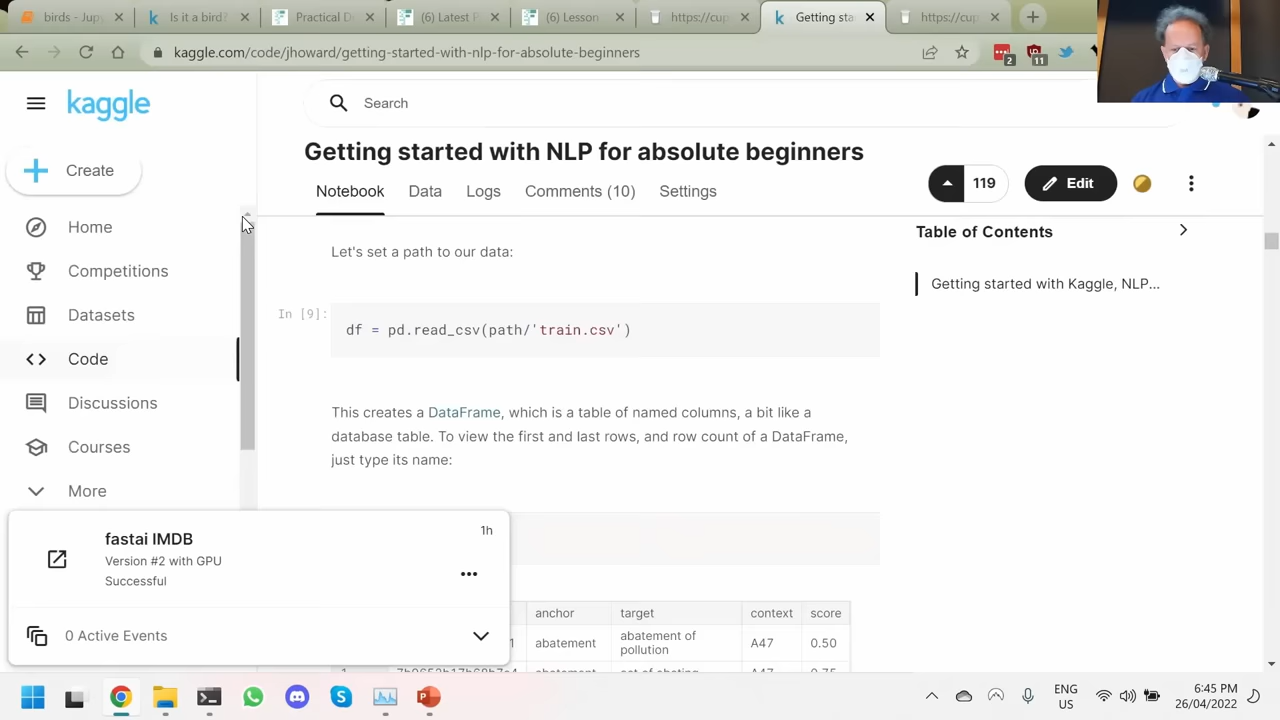 birds - Jup
Is it a bird?
Practical D
(6) Latest P
(6) Lesson
https://cup
Getting sta
https://cup
kaggle.com/code/jhoward/getting-started-with-nlp-for-absolute-beginners
2
11
kaggle
Search
Create
Home
Competitions
Datasets
Code
Discussions
Courses
More
Getting started with NLP for absolute beginners
119
Edit
Notebook
Data
Logs
Comments (10)
Settings
Table of Contents
Getting started with Kaggle, NLP...
Let's set a path to our data:
In [9]:
df = pd.read_csv(path/'train.csv')
This creates a DataFrame, which is a table of named columns, a bit like a
database table. To view the first and last rows, and row count of a DataFrame,
just type its name:
anchor target context score
1 abatement abatement of pollution A47 0.50
fastai IMDB
1h
Version #2 with GPU
Successful
0 Active Events
ENG
US
6:45 PM
26/04/2022